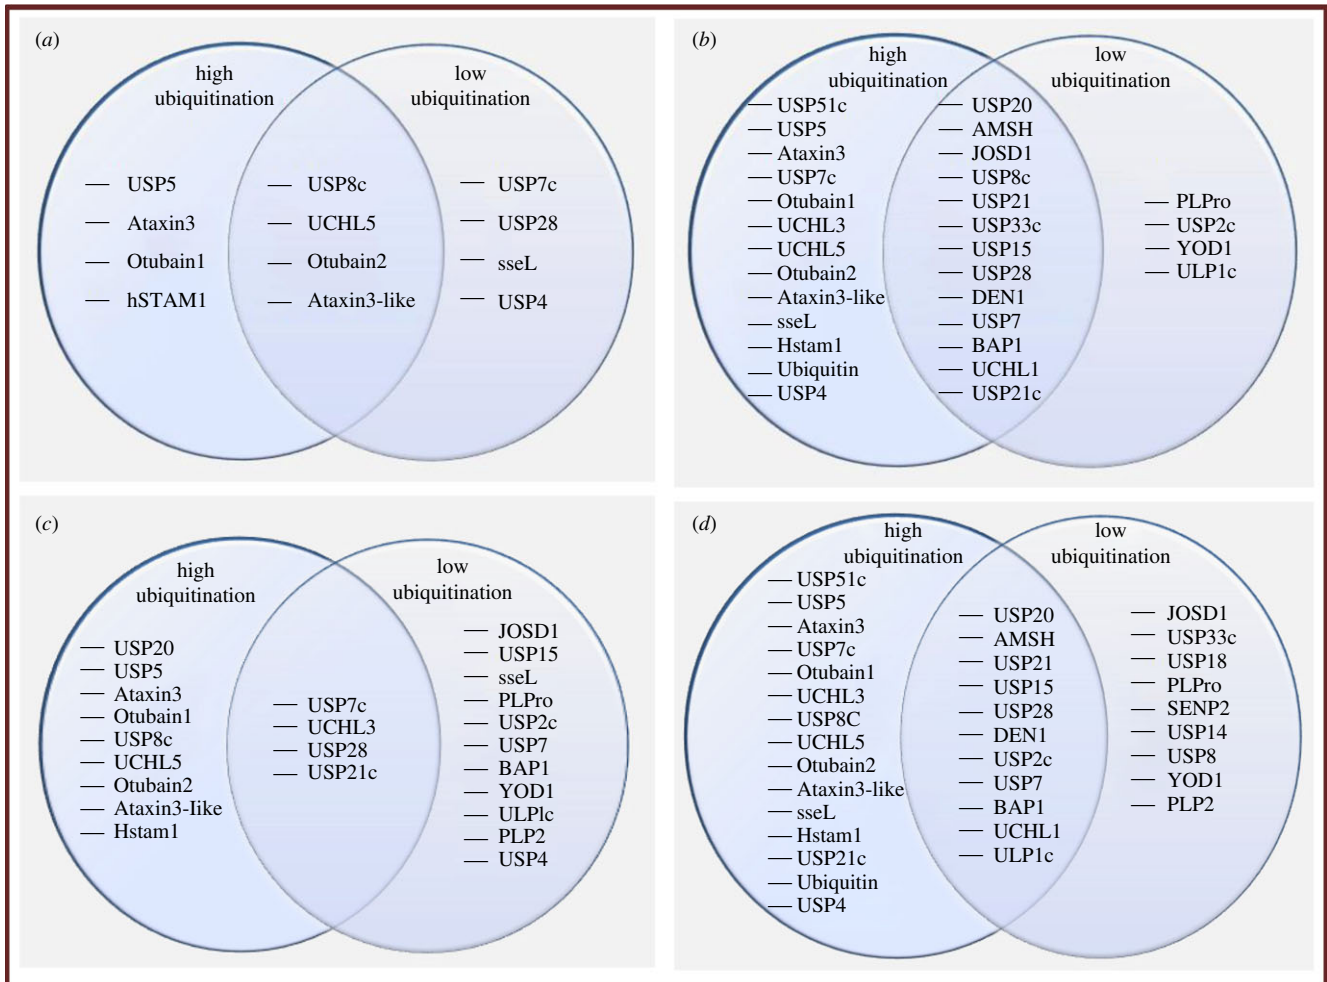 (a)
high
ubiquitination
low
ubiquitination
— USP5
— Ataxin3
— Otubain1
— hSTAM1
— USP8c
— UCHL5
— Otubain2
— Ataxin3-like
— USP7c
— USP28
— sseL
— USP4
(b)
high
ubiquitination
low
ubiquitination
— USP51c
— USP5
— Ataxin3
— USP7c
— Otubain1
— UCHL3
— UCHL5
— Otubain2
— Ataxin3-like
— sseL
— Hstam1
— Ubiquitin
— USP4
— USP20
— AMSH
— JOSD1
— USP8c
— USP21
— USP33c
— USP15
— USP28
— DEN1
— USP7
— BAP1
— UCHL1
— USP21c
— PLPro
— USP2c
— YOD1
— ULP1c
(c)
high
ubiquitination
low
ubiquitination
— USP20
— USP5
— Ataxin3
— Otubain1
— USP8c
— UCHL5
— Otubain2
— Ataxin3-Iike
— Hstam1
— USP7c
— UCHL3
— USP28
— USP21c
— JOSD1
— USP15
— sseL
— PLPro
— USP2c
— USP7
— BAP1
— YOD1
— ULPlc
— PLP2
— USP4
(d)
high
ubiquitination
low
ubiquitination
— USP51c
— USP5
— Ataxin3
— USP7c
— Otubain1
— UCHL3
— USP8C
— UCHL5
— Otubain2
— Ataxin3-like
— sseL
— Hstam1
— USP21c
— Ubiquitin
— USP4
— USP20
— AMSH
— USP21
— USP15
— USP28
— DEN1
— USP2c
— USP7
— BAP1
— UCHL1
— ULP1c
— JOSD1
— USP33c
— USP18
— PLPro
— SENP2
— USP14
— USP8
— YOD1
— PLP2